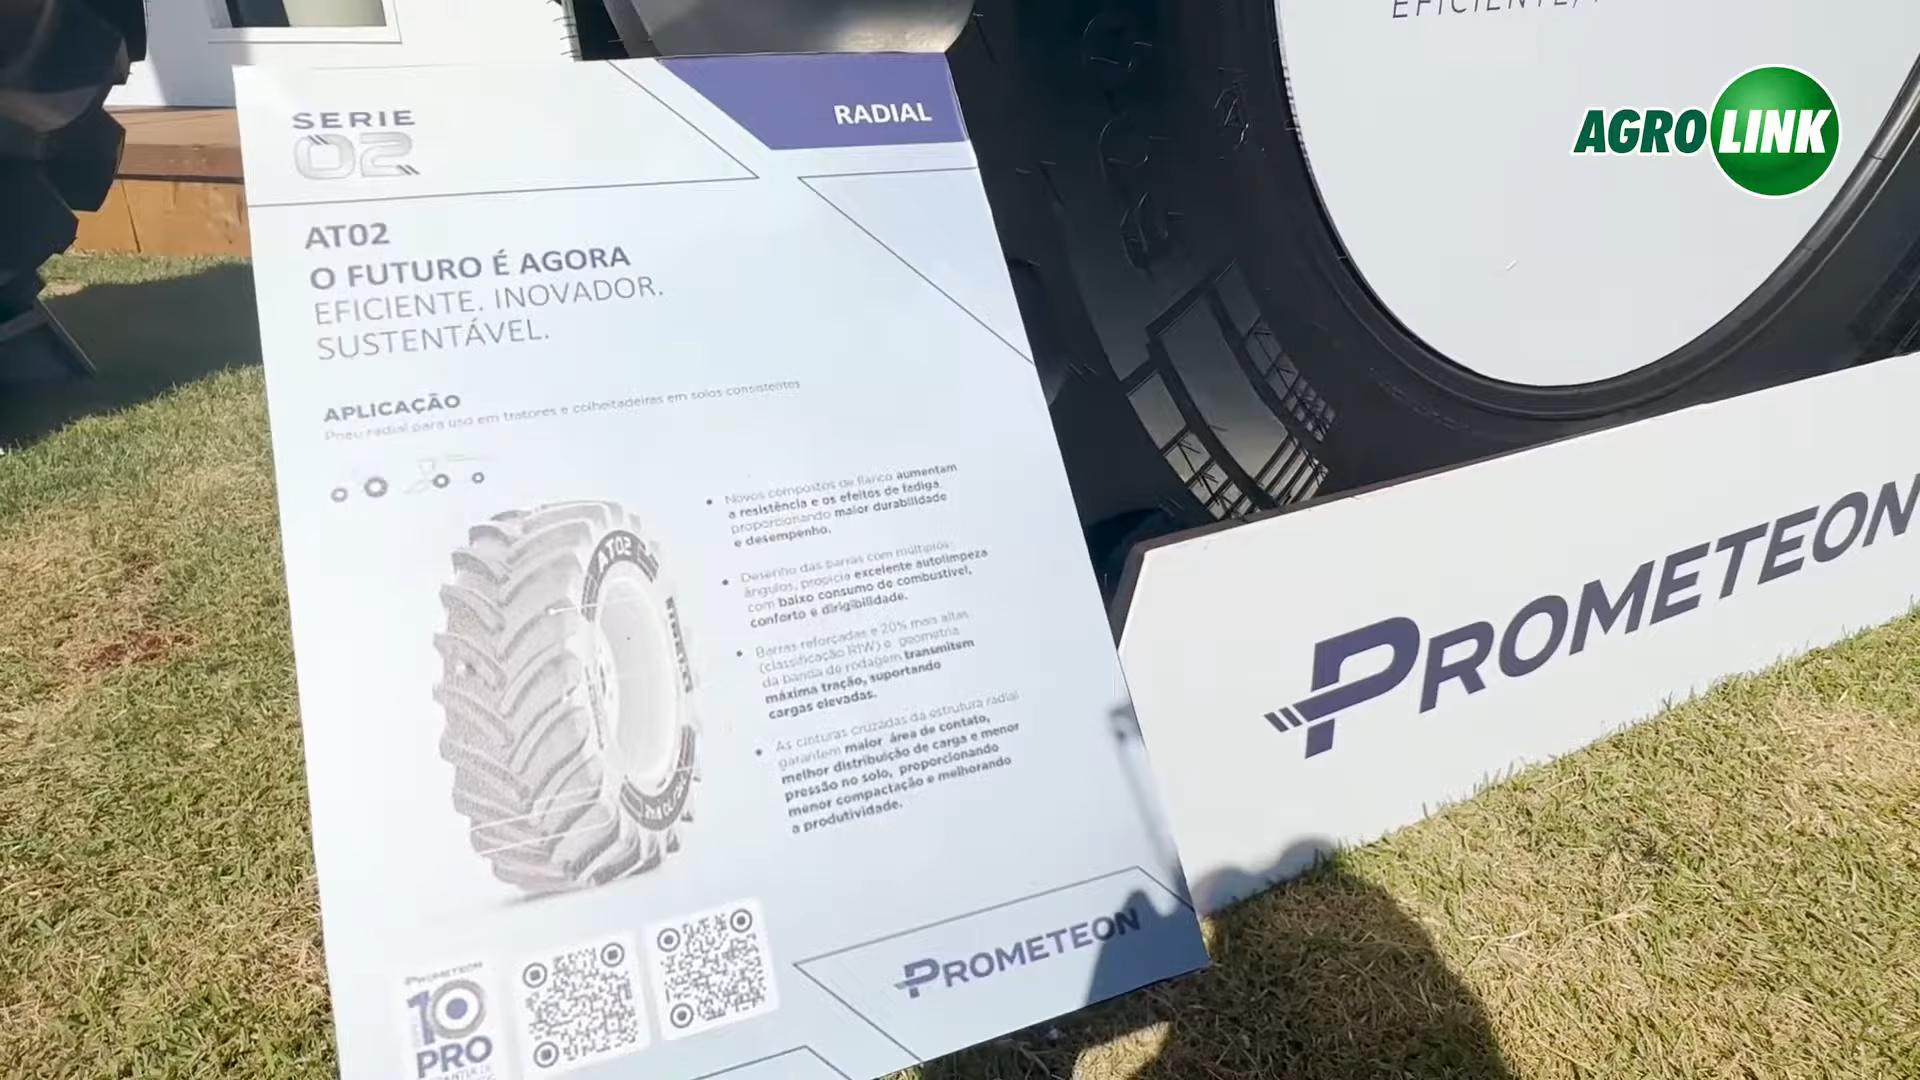 EFICIENTE,
AGROLINK
RADIAL
SERIE
02
AT02
O FUTURO É AGORA
EFICIENTE. INOVADOR.
SUSTENTÁVEL.
APLICAÇÃO
Pneu radial para uso em tratores e colheitadeiras em solos consistentes
• Novos compostos de flanco aumentam
a resistência e os efeitos de fadiga,
proporcionando maior durabilidade
e desempenho.
• Desenho das barras com múltiplos
ângulos, propicia excelente autolimpeza
com baixo consumo de combustível,
conforto e dirigibilidade.
• Barras reforçadas e 20% mais altas
(classificação R1W) e geometria
da banda de rodagem transmitem
máxima tração, suportando
cargas elevadas.
• As cinturas cruzadas da estrutura radial
garantem maior área de contato,
melhor distribuição de carga e menor
pressão no solo, proporcionando
menor compactação e melhorando
a produtividade.
AT02
PROMETEON
10
PRO
PROMETEON
PROMETEON